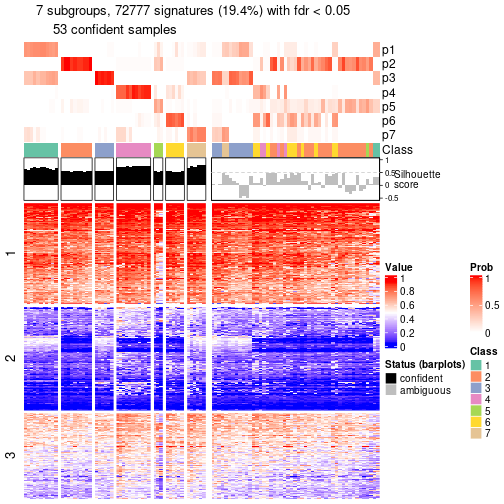 7 subgroups, 72777 signatures (19.4%) with fdr < 0.05
53 confident samples
p1
p2
p3
p4
p5
p6
p7
Class
1
0.5
0
-0.5
Silhouette
score
1
2
3
Value
1
0.8
0.6
0.4
0.2
0
Prob
1
0.5
0
Status (barplots)
confident
ambiguous
Class
1
2
3
4
5
6
7